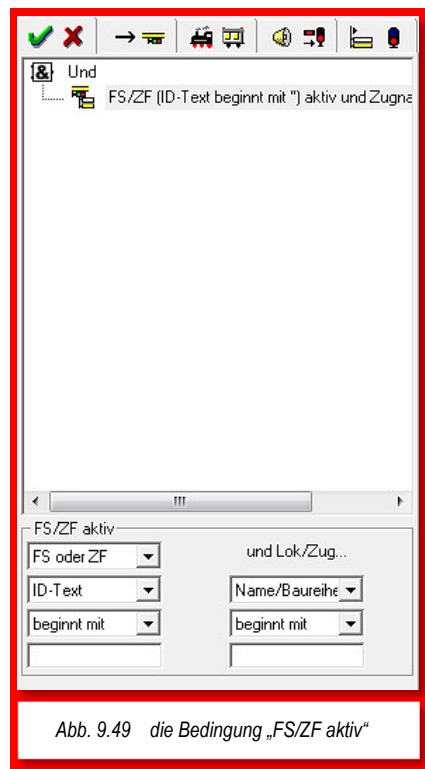 & Und
FS/ZF (ID-Text beginnt mit '') aktiv und Zugna
FS/ZF aktiv
FS oder ZF
und Lok/Zug...
ID-Text
Name/Baureihe
beginnt mit
beginnt mit
Abb. 9.49 die Bedingung „FS/ZF aktiv“